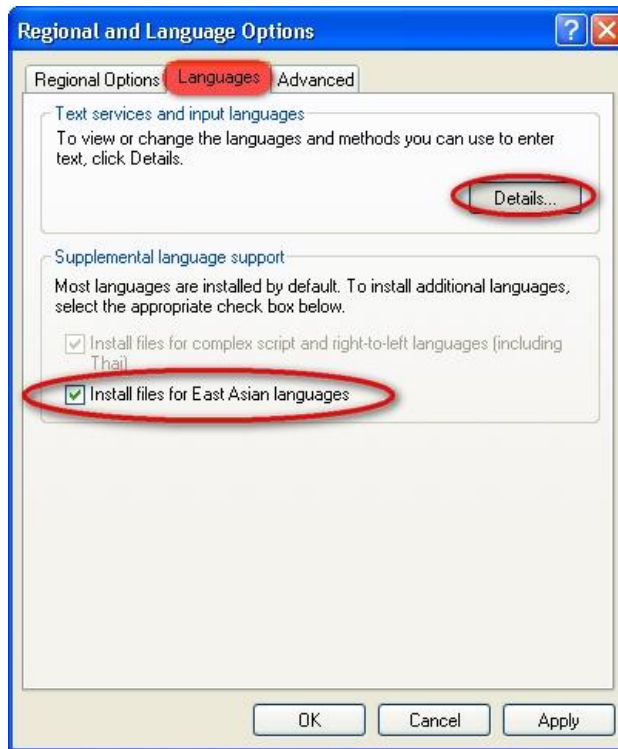 Regional and Language Options
Regional Options Languages Advanced
Text services and input languages
To view or change the languages and methods you can use to enter
text, click Details.
Details...
Supplemental language support
Most languages are installed by default. To install additional languages,
select the appropriate check box below.
Install files for complex script and right-to-left languages (including
Thai)
Install files for East Asian languages
OK Cancel Apply